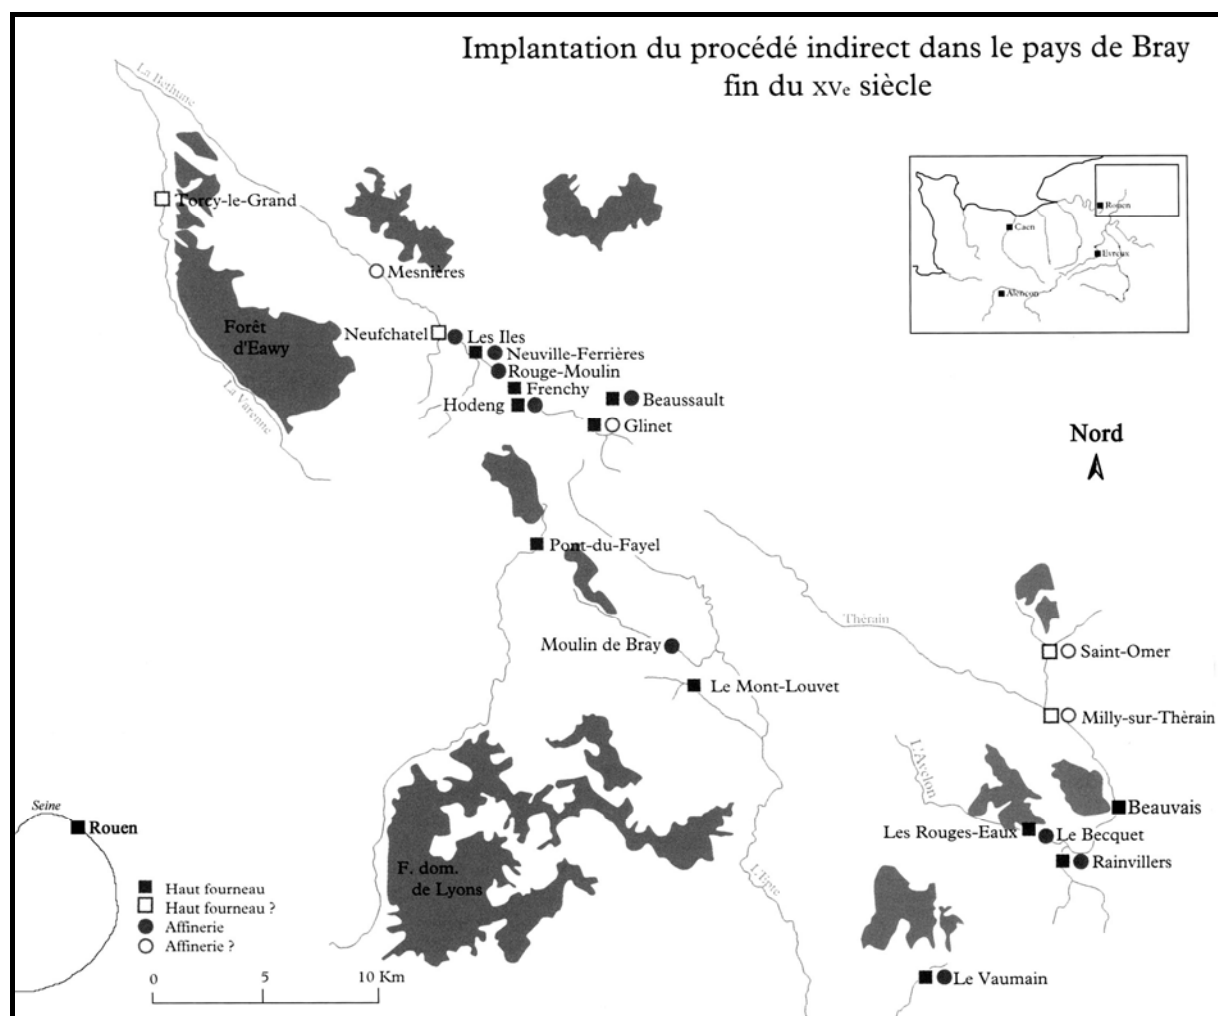 Implantation du procédé indirect dans le pays de Bray
fin du XVe siècle
La Béthune
Torcy-le-Grand
Mesnières
Forêt
d'Eawy
La Varenne
Neufchatel
Les Iles
Neuville-Ferrières
Rouge-Moulin
Frenchy
Hodeng
Beaussault
Glinet
Rouen
Caen
Evreux
Alençon
Nord
Pont-du-Fayel
Thérain
Moulin de Bray
Le Mont-Louvet
Saint-Omer
Milly-sur-Thèrain
L'Avelon
Beauvais
Les Rouges-Eaux
Le Becquet
Rainvillers
Seine
Rouen
F. dom.
de Lyons
L'Epte
Le Vaumain
Haut fourneau
Haut fourneau ?
Affinerie
Affinerie ?
0 5 10 Km